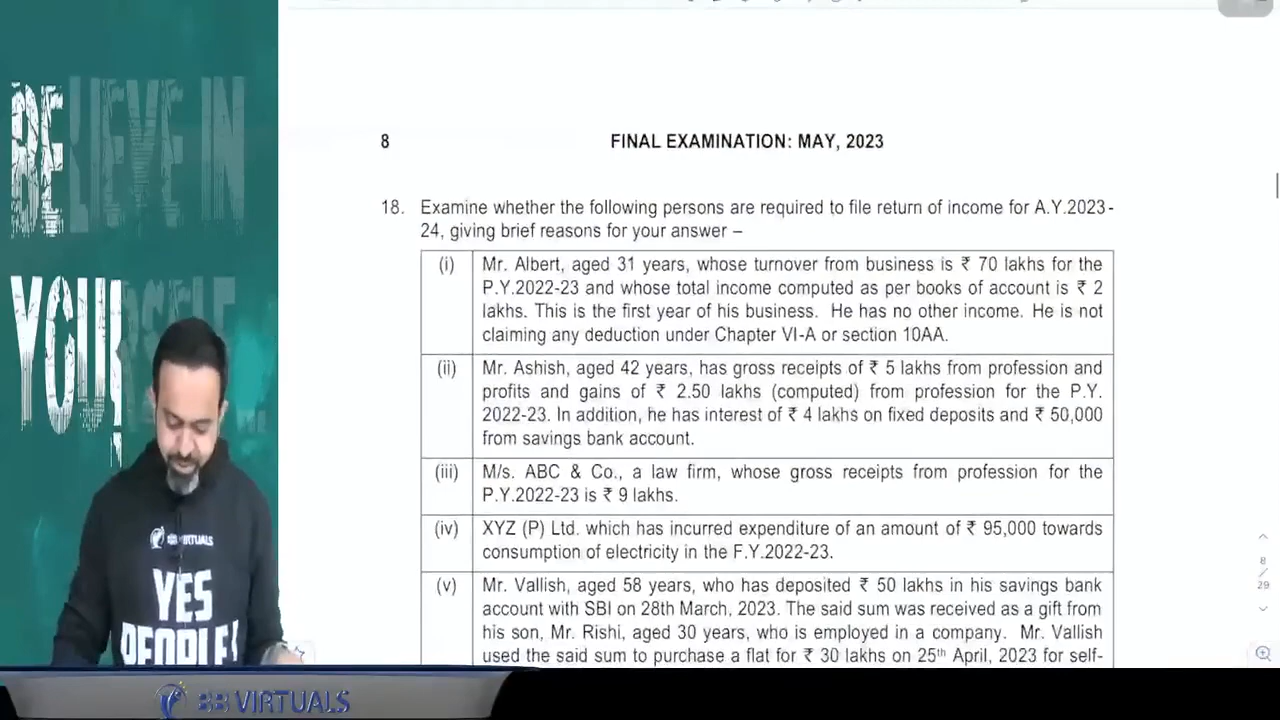 BELIEVE IN
YOURSELF
YOUR
BB VIRTUALS
YES
PEOPLE!
8
FINAL EXAMINATION: MAY, 2023
18. Examine whether the following persons are required to file return of income for A.Y.2023-
24, giving brief reasons for your answer –
(i) Mr. Albert, aged 31 years, whose turnover from business is ₹ 70 lakhs for the
P.Y.2022-23 and whose total income computed as per books of account is ₹ 2
lakhs. This is the first year of his business. He has no other income. He is not
claiming any deduction under Chapter VI-A or section 10AA.
(ii) Mr. Ashish, aged 42 years, has gross receipts of ₹ 5 lakhs from profession and
profits and gains of ₹ 2.50 lakhs (computed) from profession for the P.Y.
2022-23. In addition, he has interest of ₹ 4 lakhs on fixed deposits and ₹ 50,000
from savings bank account.
(iii) M/s. ABC & Co., a law firm, whose gross receipts from profession for the
P.Y.2022-23 is ₹ 9 lakhs.
(iv) XYZ (P) Ltd. which has incurred expenditure of an amount of ₹ 95,000 towards
consumption of electricity in the F.Y.2022-23.
(v) Mr. Vallish, aged 58 years, who has deposited ₹ 50 lakhs in his savings bank
account with SBI on 28th March, 2023. The said sum was received as a gift from
his son, Mr. Rishi, aged 30 years, who is employed in a company. Mr. Vallish
used the said sum to purchase a flat for ₹ 30 lakhs on 25th April, 2023 for self-
8
/
29
BB VIRTUALS